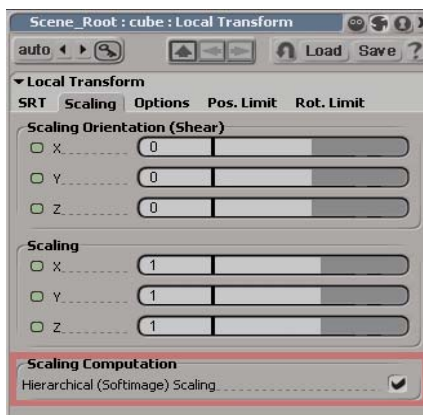 Scene_Root : cube : Local Transform
auto Load Save ?
Local Transform
SRT Scaling Options Pos. Limit Rot. Limit
Scaling Orientation (Shear)
X 0
Y 0
Z 0
Scaling
X 1
Y 1
Z 1
Scaling Computation
Hierarchical (Softimage) Scaling